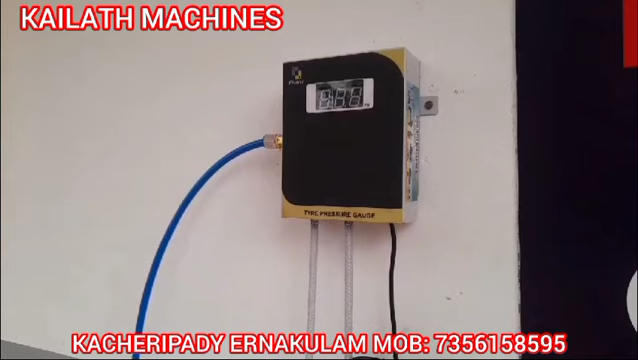 KAILATH MACHINES
TYRE PRESSURE GAUGE
KACHERIPADY ERNAKULAM MOB: 7356158595